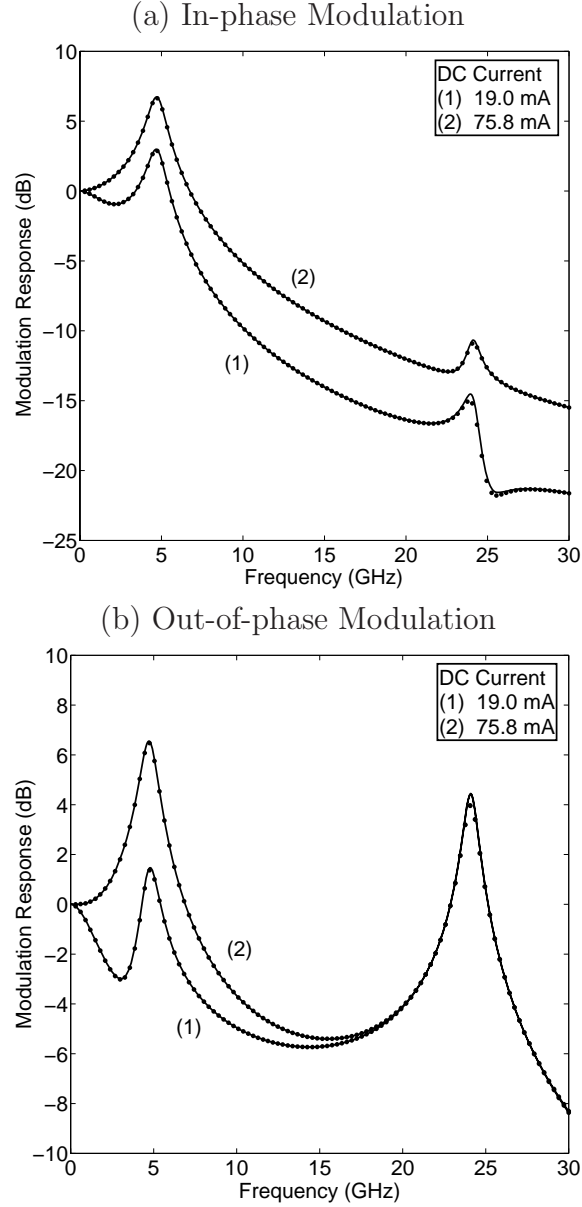 (a) In-phase Modulation
10
5
0
−5
−10
−15
−20
−25
Modulation Response (dB)
DC Current
(1) 19.0 mA
(2) 75.8 mA
(2)
(1)
0 5 10 15 20 25 30
Frequency (GHz)
(b) Out-of-phase Modulation
10
8
6
4
2
0
−2
−4
−6
−8
−10
Modulation Response (dB)
DC Current
(1) 19.0 mA
(2) 75.8 mA
(2)
(1)
0 5 10 15 20 25 30
Frequency (GHz)